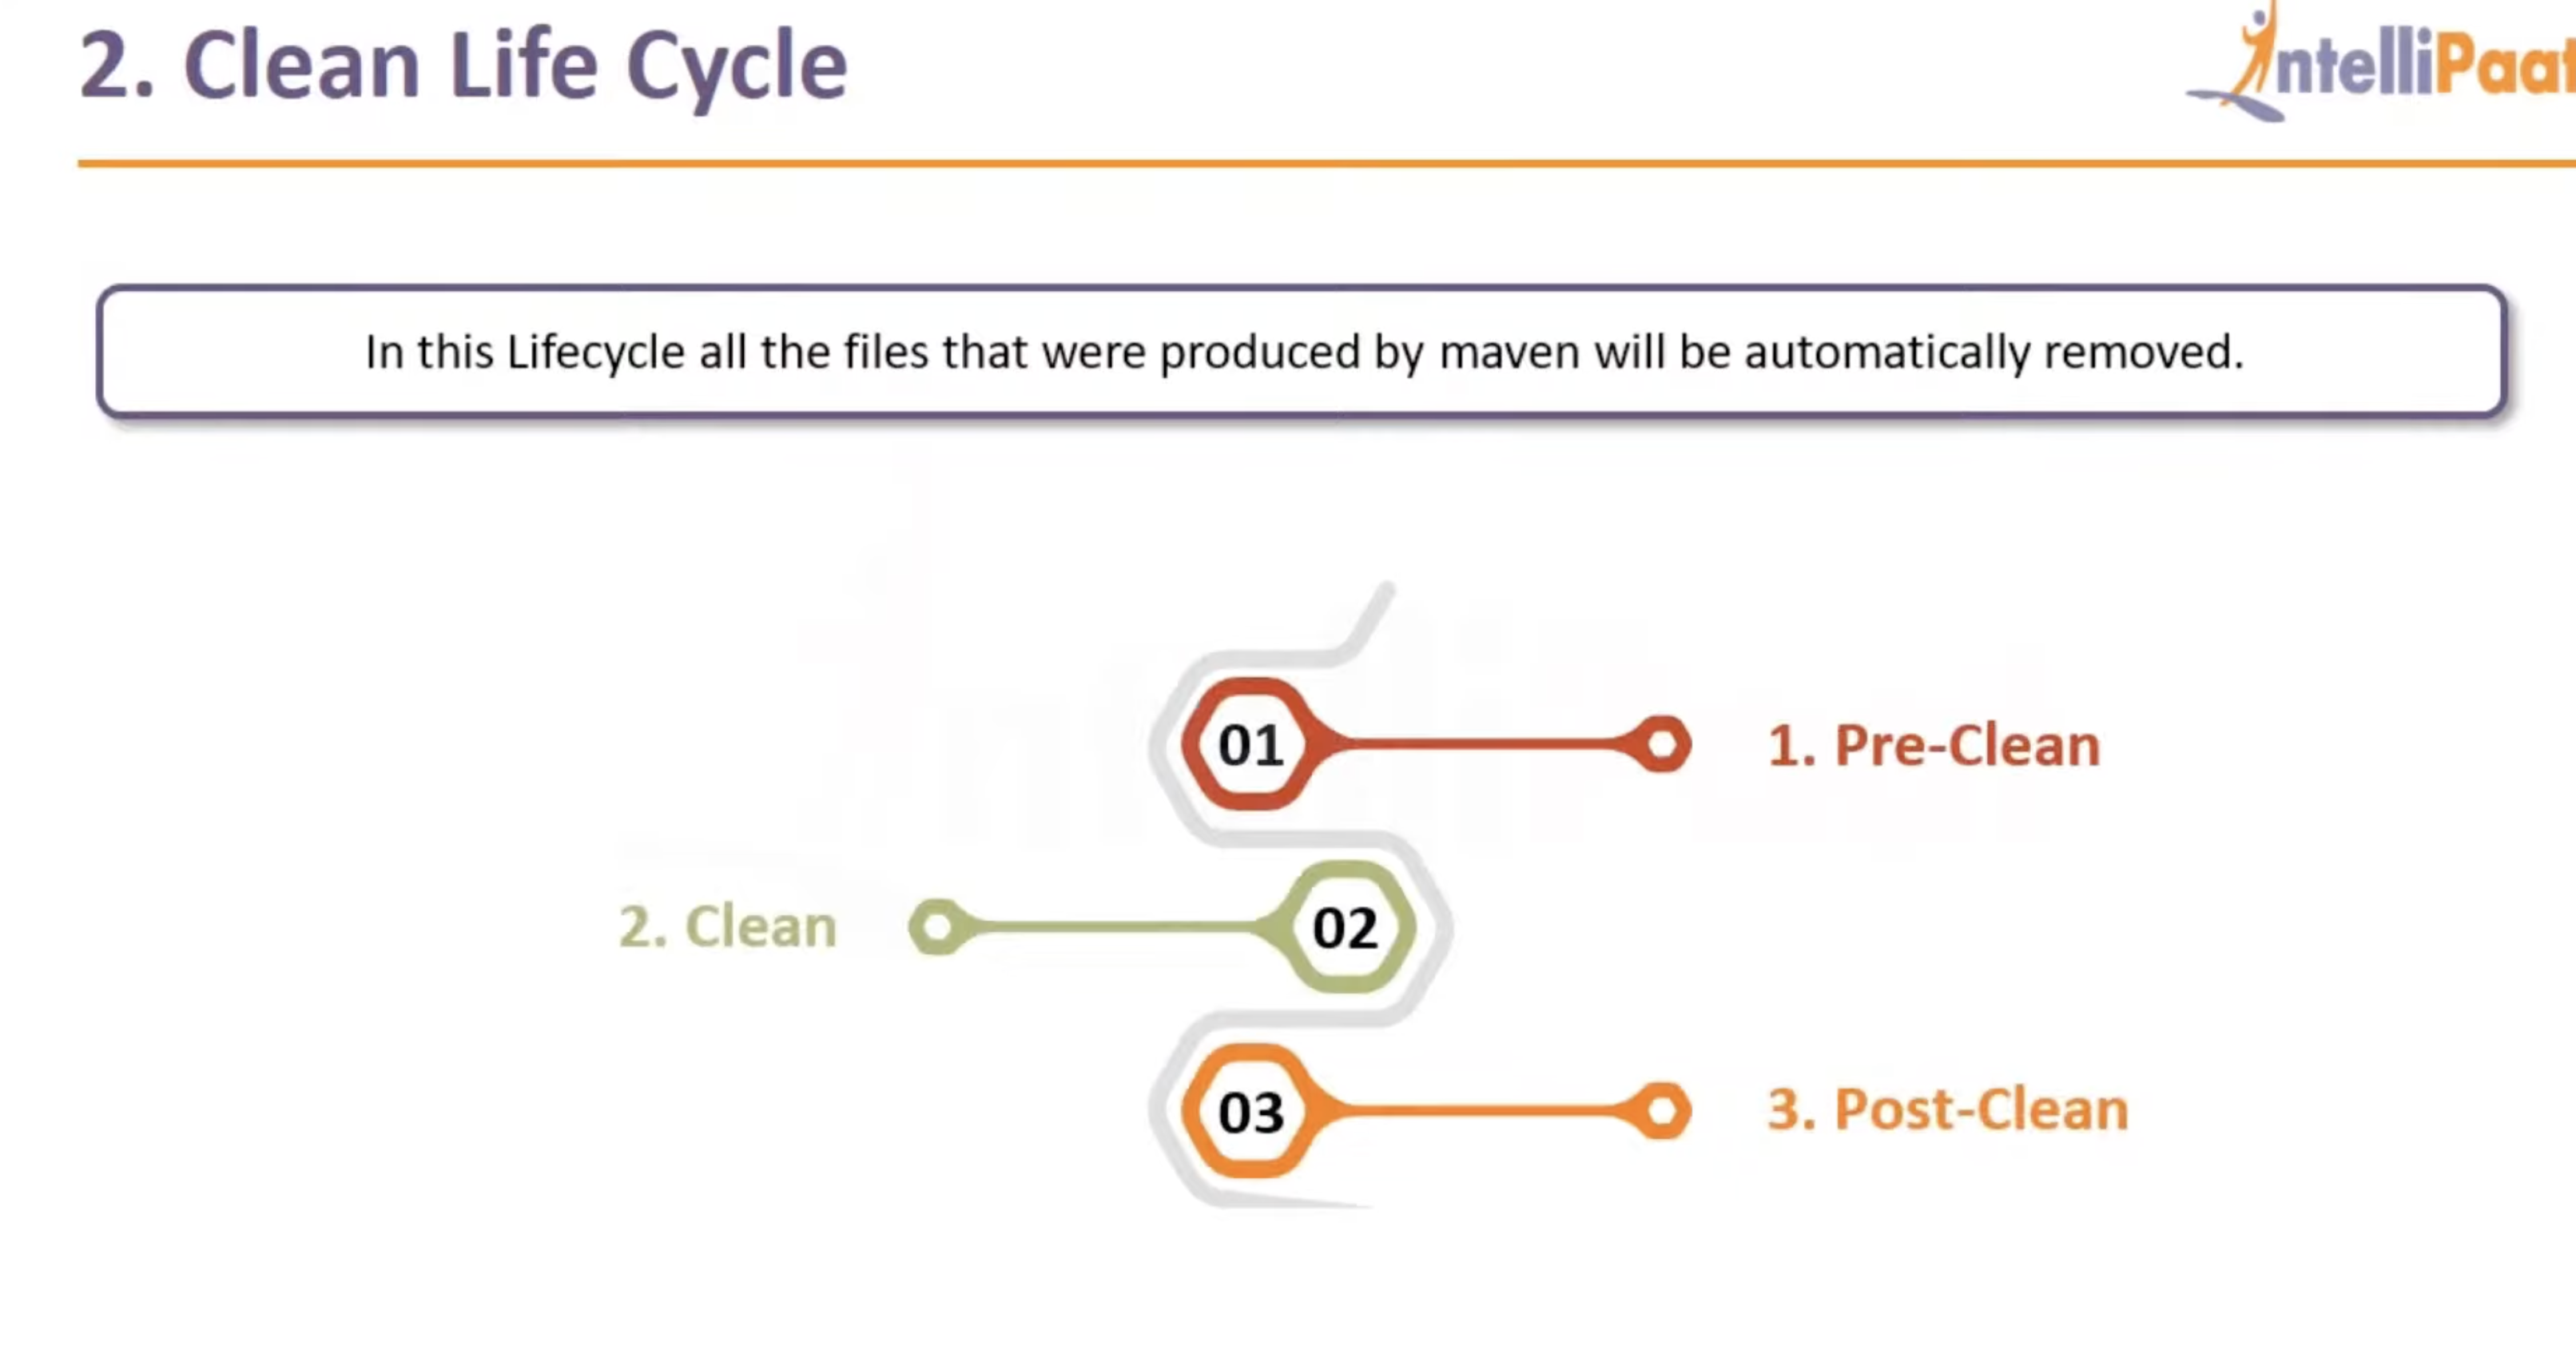 2. Clean Life Cycle
intelliPaat
In this Lifecycle all the files that were produced by maven will be automatically removed.
01
1. Pre-Clean
2. Clean
02
03
3. Post-Clean